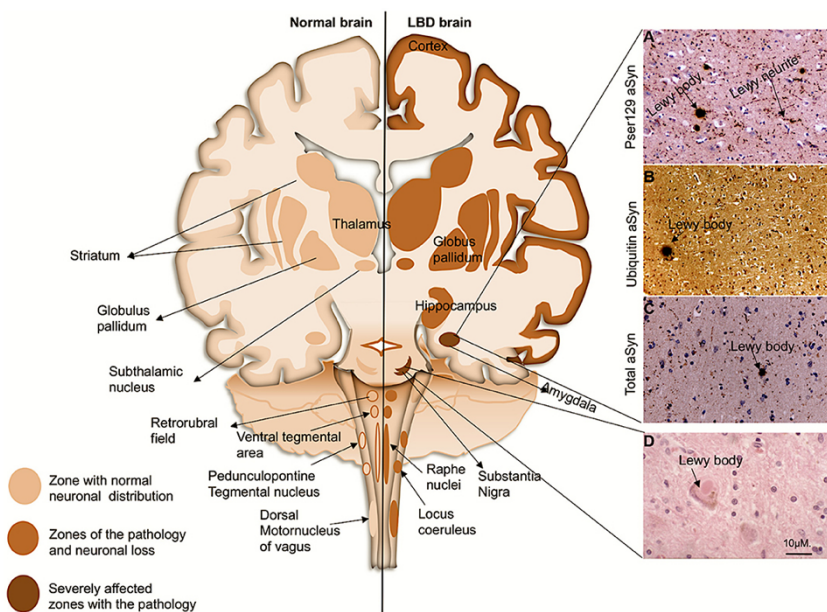 Normal brain
LBD brain
Cortex
Thalamus
Globus
pallidum
Hippocampus
Striatum
Globulus
pallidum
Subthalamic
nucleus
Amygdala
Retrorubral
field
Ventral tegmental
area
Pedunculopontine
Tegmental nucleus
Raphe
nuclei
Substantia
Nigra
Dorsal
Motornucleus
of vagus
Locus
coeruleus
Zone with normal
neuronal distribution
Zones of the pathology
and neuronal loss
Severely affected
zones with the pathology
A
Pser129 aSyn
Lewy body
Lewy neurite
B
Ubiquitin aSyn
Lewy body
C
Total aSyn
Lewy body
D
Lewy body
10µM.